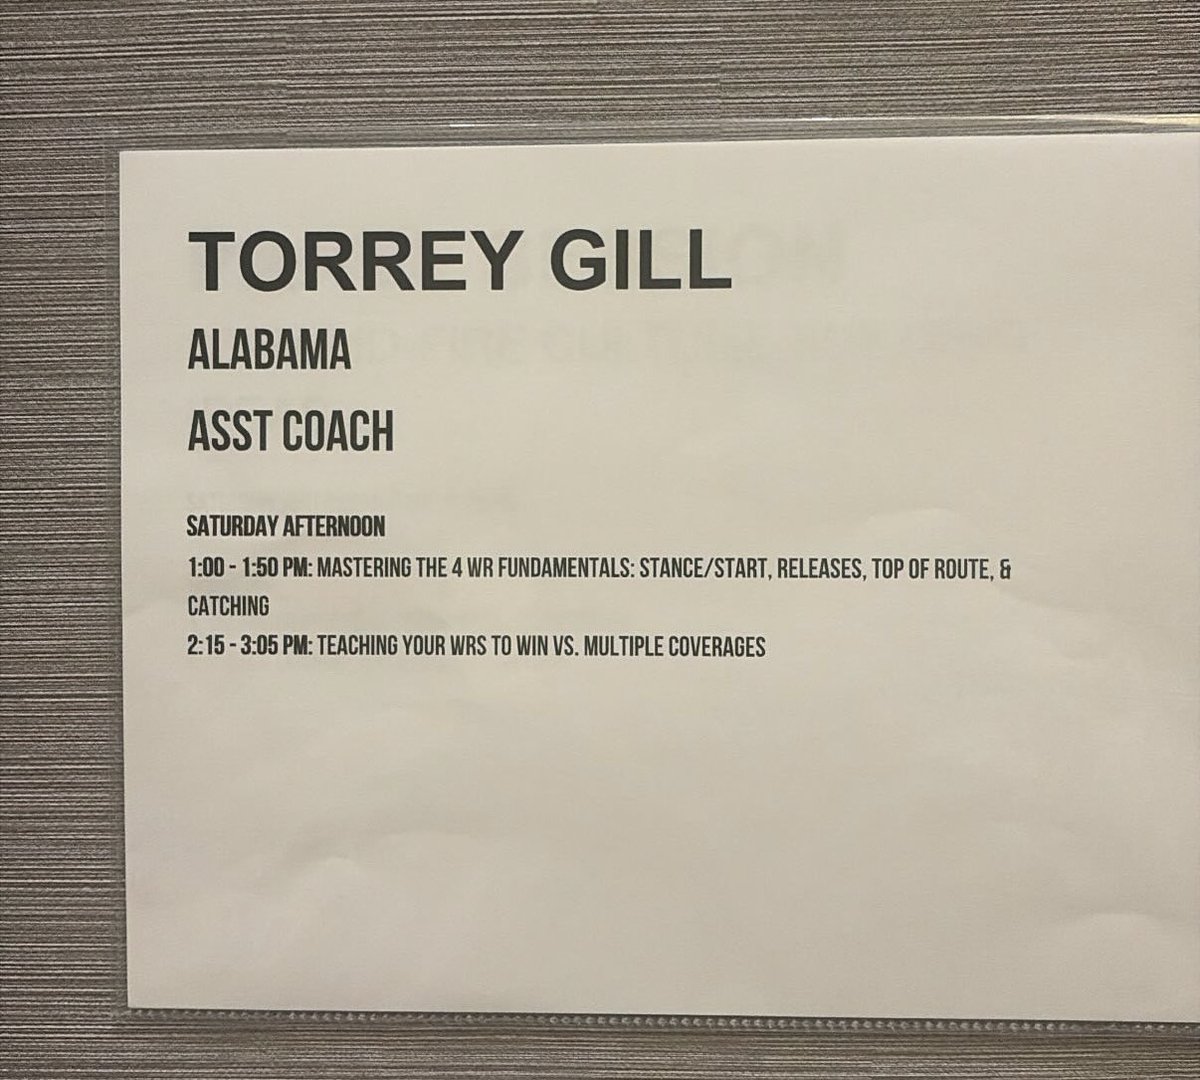 TORREY GILL
ALABAMA
ASST COACH
SATURDAY AFTERNOON
1:00 - 1:50 PM: MASTERING THE 4 WR FUNDAMENTALS: STANCE/START, RELEASES, TOP OF ROUTE, &
CATCHING
2:15 - 3:05 PM: TEACHING YOUR WRS TO WIN VS. MULTIPLE COVERAGES